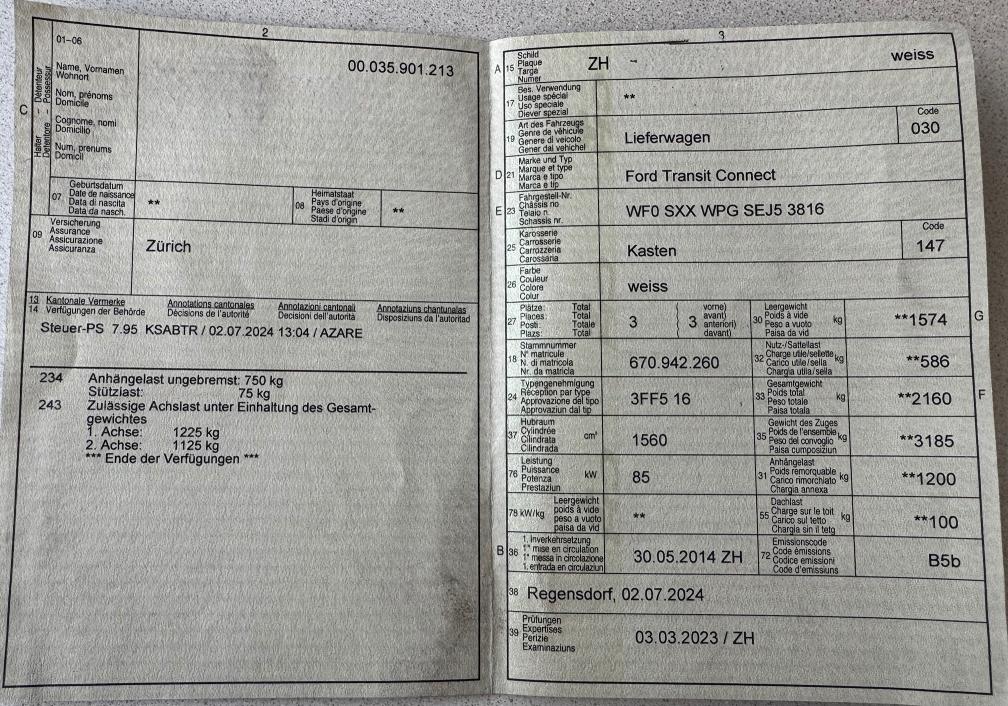 2
01-06
C
Halter - Détenteur
Detentore - Possessur
Name, Vornamen
Wohnort
Nom, prénoms
Domicile
Cognome, nomi
Domicilio
Num, prenums
Domicil
00.035.901.213
07
Geburtsdatum
Date de naissance
Data di nascita
Data da nasch.
**
08
Heimatstaat
Pays d'origine
Paese d'origine
Stadi d'origin
**
09
Versicherung
Assurance
Assicurazione
Assicuranza
Zürich
13 Kantonale Vermerke Annotations cantonales Annotazioni cantonali Annotaziuns chantunalas
14 Verfügungen der Behörde Décisions de l'autorité Decisioni dell'autorità Disposiziuns da l'autoritad
Steuer-PS 7.95 KSABTR / 02.07.2024 13:04 / AZARE
234 Anhängelast ungebremst: 750 kg
Stützlast: 75 kg
243 Zulässige Achslast unter Einhaltung des Gesamt-
gewichtes
1. Achse: 1225 kg
2. Achse: 1125 kg
*** Ende der Verfügungen ***
3
A 15
Schild
Plaque
Targa
Numer
ZH - weiss
17
Bes. Verwendung
Usage spécial
Uso speciale
Diever spezial
**
19
Art des Fahrzeugs
Genre de véhicule
Genere di veicolo
Gener dal vehichel
Lieferwagen
Code
030
D 21
Marke und Typ
Marque et type
Marca e tipo
Marca e tip
Ford Transit Connect
E 23
Fahrgestell-Nr.
Châssis no
Telaio n.
Schassis nr.
WF0 SXX WPG SEJ5 3816
25
Karosserie
Carrosserie
Carrozzeria
Carossaria
Kasten
Code
147
26
Farbe
Couleur
Colore
Colur
weiss
27
Plätze: Total
Places: Total
Posti: Totale
Plazs: Total
3
3
vorne)
avant)
anteriori)
davant)
30
Leergewicht
Poids à vide
Peso a vuoto
Paisa da vid
kg
**1574
G
18
Stammnummer
N° matricule
N. di matricola
Nr. da matricla
670.942.260
32
Nutz-/Sattellast
Charge utile/sellette
Carico utile/sella
Chargia utila/sella
kg
**586
24
Typengenehmigung
Réception par type
Approvazione del tipo
Approvaziun dal tip
3FF5 16
33
Gesamtgewicht
Poids total
Peso totale
Paisa totala
kg
**2160
F
37
Hubraum
Cylindrée
Cilindrata
Cilindrada
cm³
1560
35
Gewicht des Zuges
Poids de l'ensemble
Peso del convoglio
Paisa cumposiziun
kg
**3185
76
Leistung
Puissance
Potenza
Prestaziun
kW
85
31
Anhängelast
Poids remorquable
Carico rimorchiato
Chargia annexa
kg
**1200
78 kW/kg
Leergewicht
poids à vide
peso a vuoto
paisa da vid
**
55
Dachlast
Charge sur le toit
Carico sul tetto
Chargia sin il tetg
kg
**100
B 36
1. Inverkehrsetzung
1re mise en circulation
1a messa in circolazione
1. entrada en circulaziun
30.05.2014 ZH
72
Emissionscode
Code émissions
Codice emissioni
Code d'emissiuns
B5b
38 Regensdorf, 02.07.2024
39
Prüfungen
Expertises
Perizie
Examinaziuns
03.03.2023 / ZH